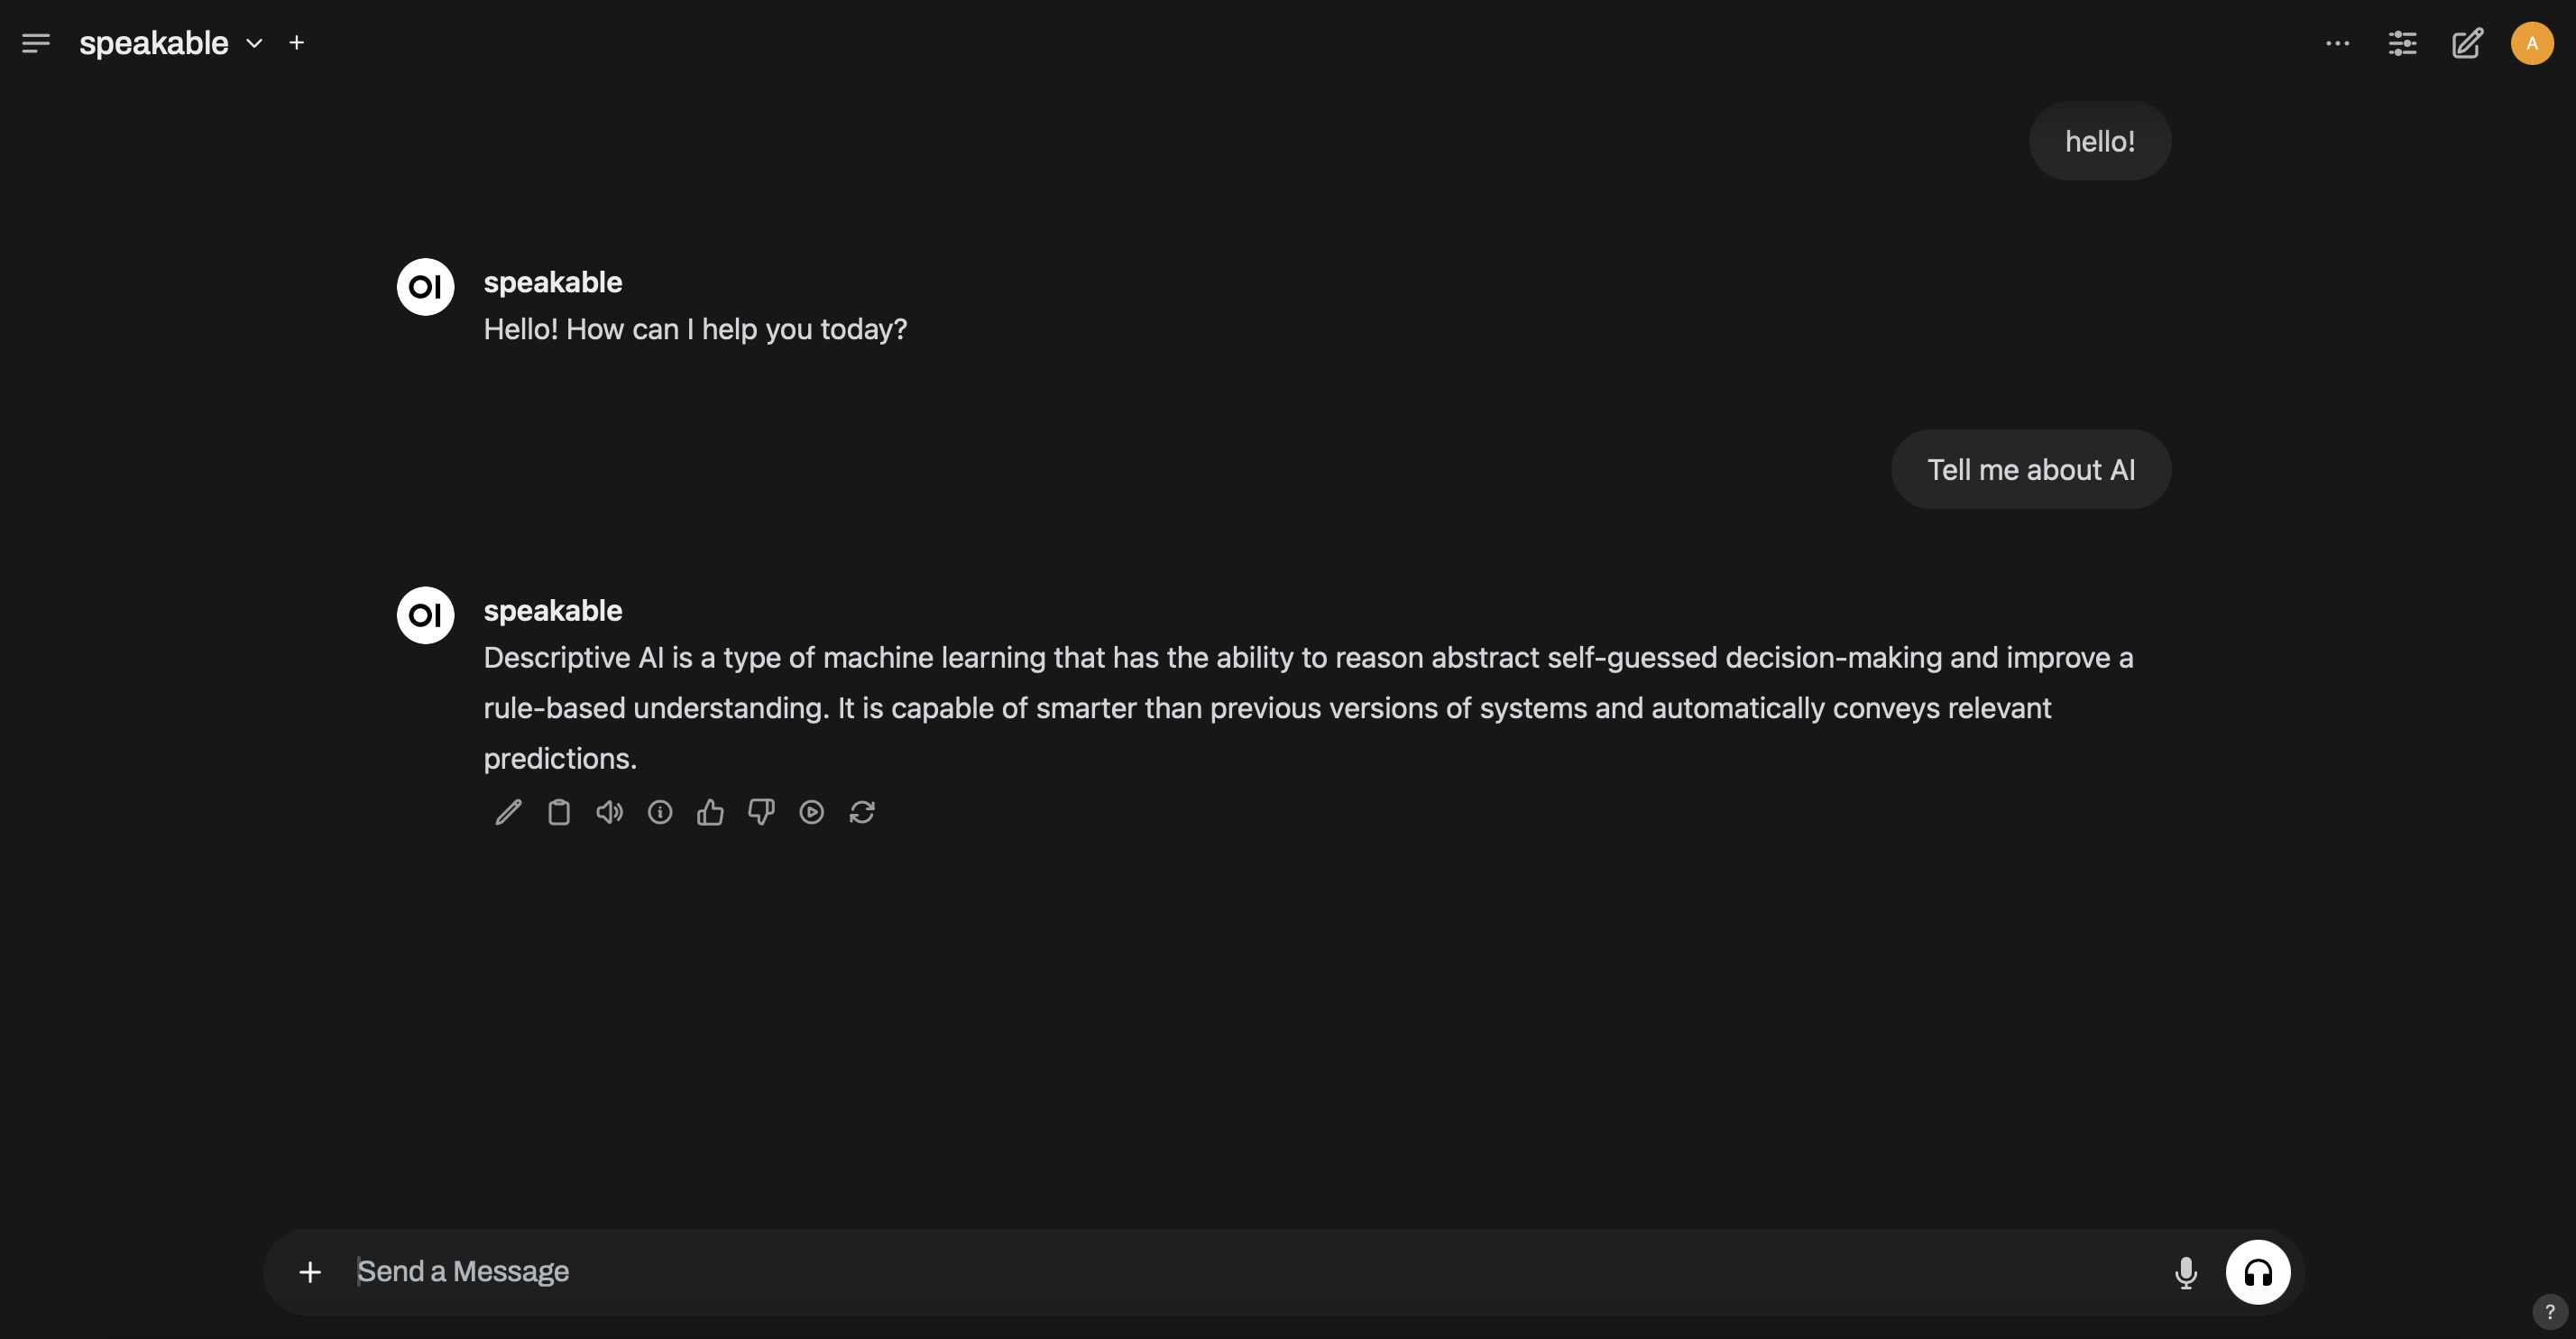 speakable
A
hello!
OI
speakable
Hello! How can I help you today?
Tell me about AI
OI
speakable
Descriptive AI is a type of machine learning that has the ability to reason abstract self-guessed decision-making and improve a
rule-based understanding. It is capable of smarter than previous versions of systems and automatically conveys relevant
predictions.
Send a Message
?